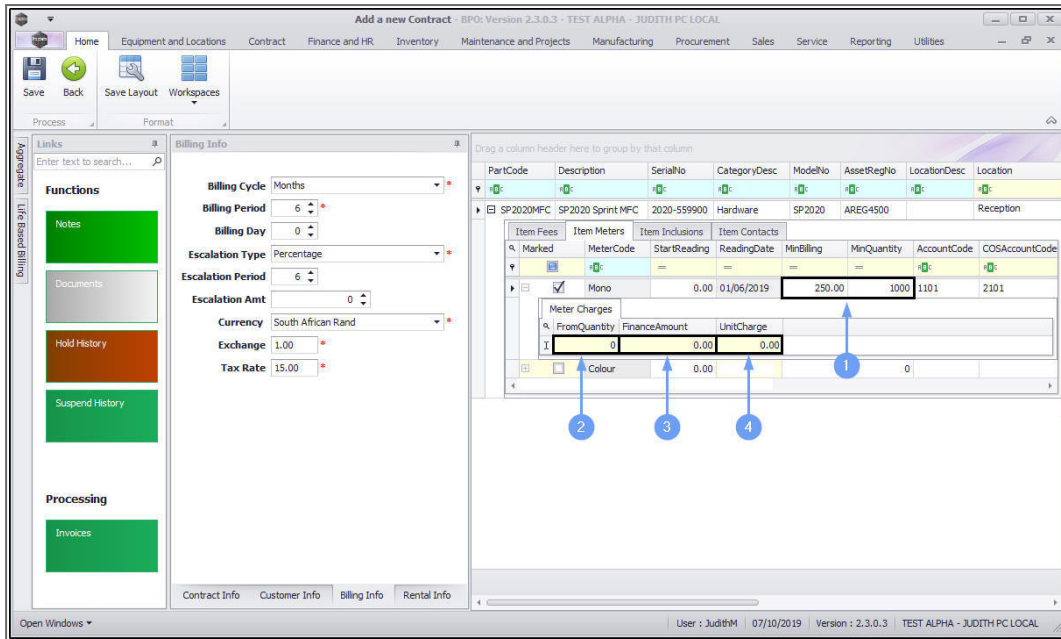 Add a new Contract - BPO: Version 2.3.0.3 - TEST ALPHA - JUDITH PC LOCAL
Home Equipment and Locations Contract Finance and HR Inventory Maintenance and Projects Manufacturing Procurement Sales Service Reporting Utilities
Save Back Save Layout Workspaces
Process Format
Aggregate
Life Based Billing
Links
Enter text to search...
Functions
Notes
Documents
Hold History
Suspend History
Processing
Invoices
Billing Info
Billing Cycle Months *
Billing Period 6 *
Billing Day 0
Escalation Type Percentage *
Escalation Period 6
Escalation Amt 0
Currency South African Rand *
Exchange 1.00 *
Tax Rate 15.00 *
Contract Info Customer Info Billing Info Rental Info
Drag a column header here to group by that column
PartCode Description SerialNo CategoryDesc ModelNo AssetRegNo LocationDesc Location
SP2020MFC SP2020 Sprint MFC 2020-559900 Hardware SP2020 AREG4500 Reception
Item Fees Item Meters Item Inclusions Item Contacts
Marked MeterCode StartReading ReadingDate MinBilling MinQuantity AccountCode COSAccountCode
= = = =
Mono 0.00 01/06/2019 250.00 1000 1101 2101
Meter Charges
FromQuantity FinanceAmount UnitCharge
0 0.00 0.00
Colour 0.00 0
1
2 3 4
Open Windows User : JudithM 07/10/2019 Version : 2.3.0.3 TEST ALPHA - JUDITH PC LOCAL